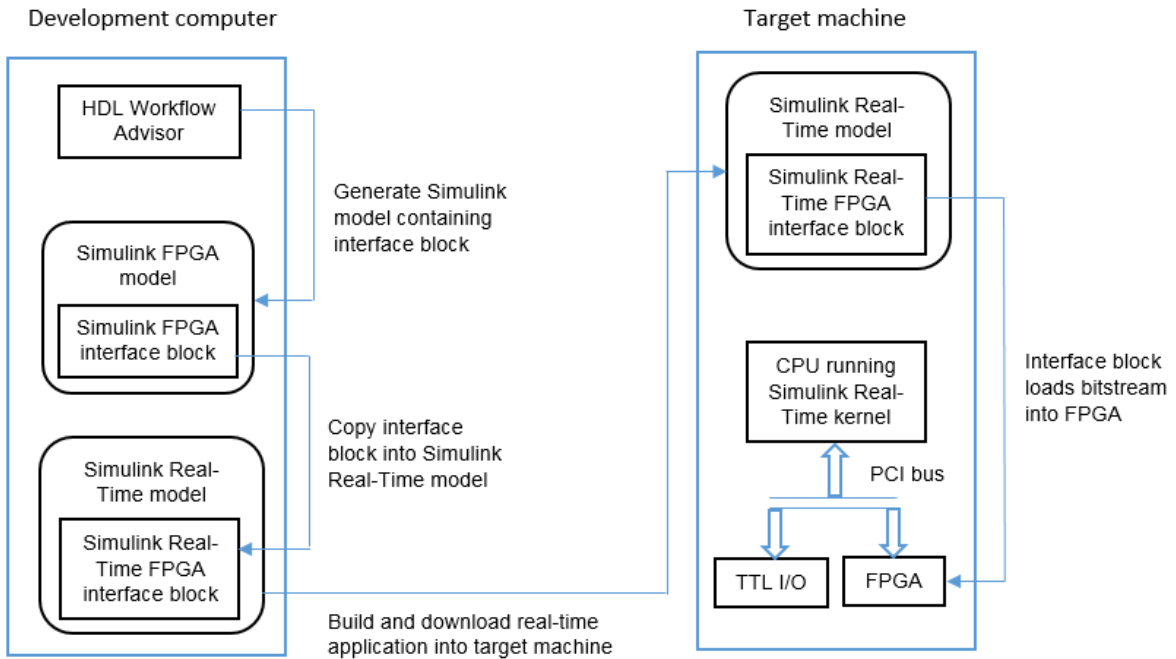 Development computer
HDL Workflow
Advisor
Generate Simulink
model containing
interface block
Simulink FPGA
model
Simulink FPGA
interface block
Copy interface
block into Simulink
Real-Time model
Simulink Real-
Time model
Simulink Real-
Time FPGA
interface block
Build and download real-time
application into target machine
Target machine
Simulink Real-
Time model
Simulink Real-
Time FPGA
interface block
Interface block
loads bitstream
into FPGA
CPU running
Simulink Real-
Time kernel
PCI bus
TTL I/O
FPGA